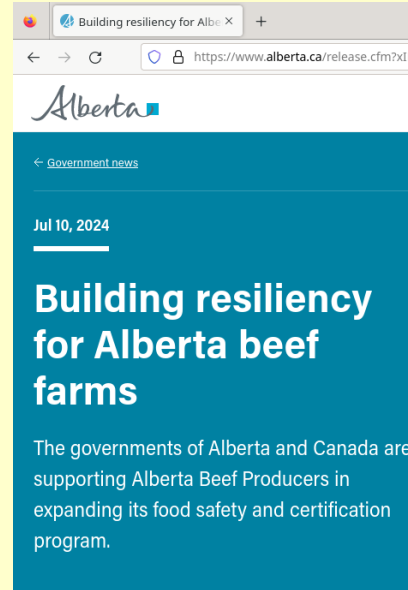 Building resiliency for Albe
https://www.alberta.ca/release.cfm?xI
Alberta
Government news
Jul 10, 2024
Building resiliency
for Alberta beef
farms
The governments of Alberta and Canada are
supporting Alberta Beef Producers in
expanding its food safety and certification
program.